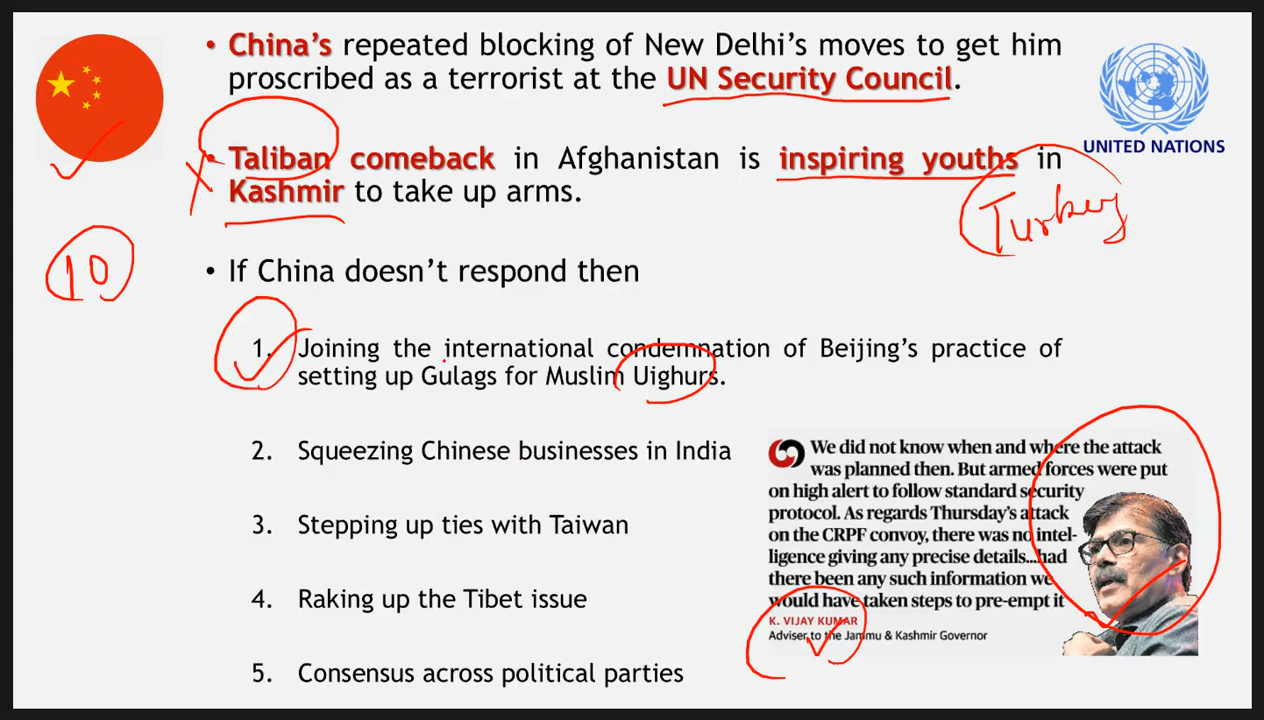 • China's repeated blocking of New Delhi's moves to get him
proscribed as a terrorist at the UN Security Council.
UNITED NATIONS
• Taliban comeback in Afghanistan is inspiring youths in
Kashmir to take up arms.
Turkey
10
• If China doesn't respond then
1. Joining the international condemnation of Beijing's practice of
setting up Gulags for Muslim Uighurs.
2. Squeezing Chinese businesses in India
3. Stepping up ties with Taiwan
4. Raking up the Tibet issue
5. Consensus across political parties
We did not know when and where the attack
was planned then. But armed forces were put
on high alert to follow standard security
protocol. As regards Thursday's attack
on the CRPF convoy, there was no intel-
ligence giving any precise details...had
there been any such information we
would have taken steps to pre-empt it
K. VIJAY KUMAR
Adviser to the Jammu & Kashmir Governor